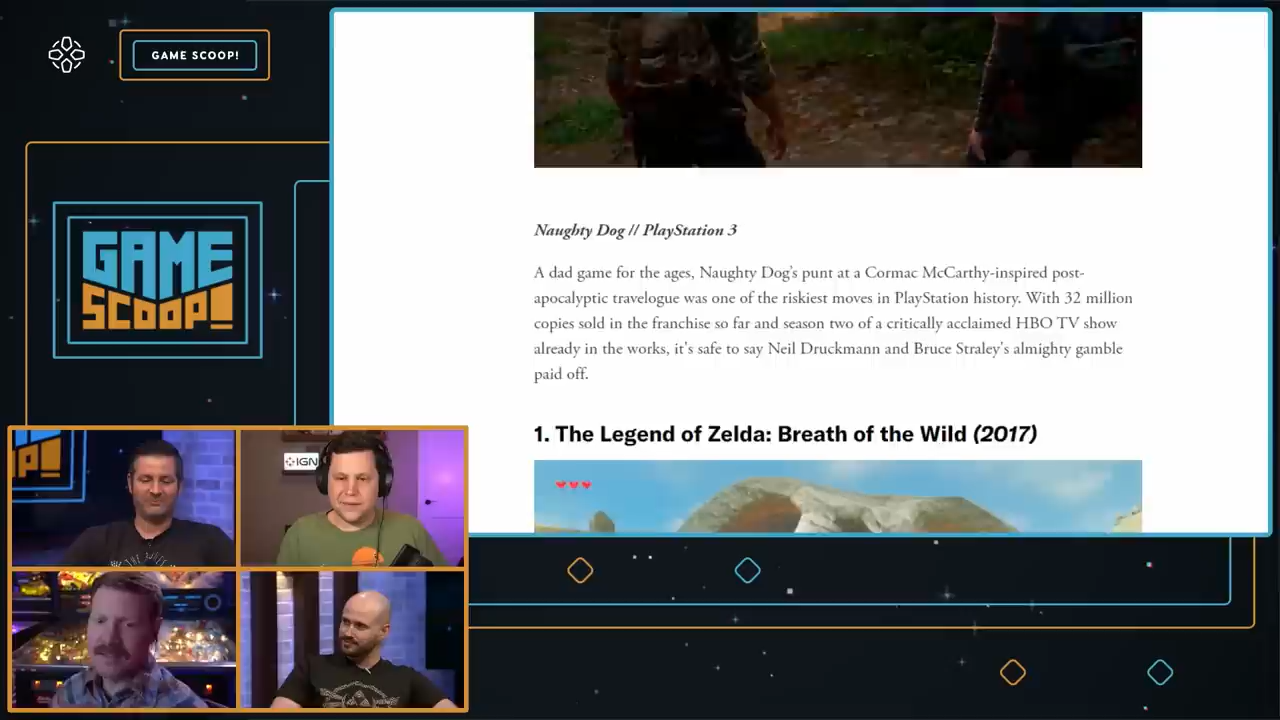 GAME SCOOP!
GAME
SCOOP!
Naughty Dog // PlayStation 3
A dad game for the ages, Naughty Dog’s punt at a Cormac McCarthy-inspired post-
apocalyptic travelogue was one of the riskiest moves in PlayStation history. With 32 million
copies sold in the franchise so far and season two of a critically acclaimed HBO TV show
already in the works, it’s safe to say Neil Druckmann and Bruce Straley’s almighty gamble
paid off.
1. The Legend of Zelda: Breath of the Wild (2017)
P!
IGN